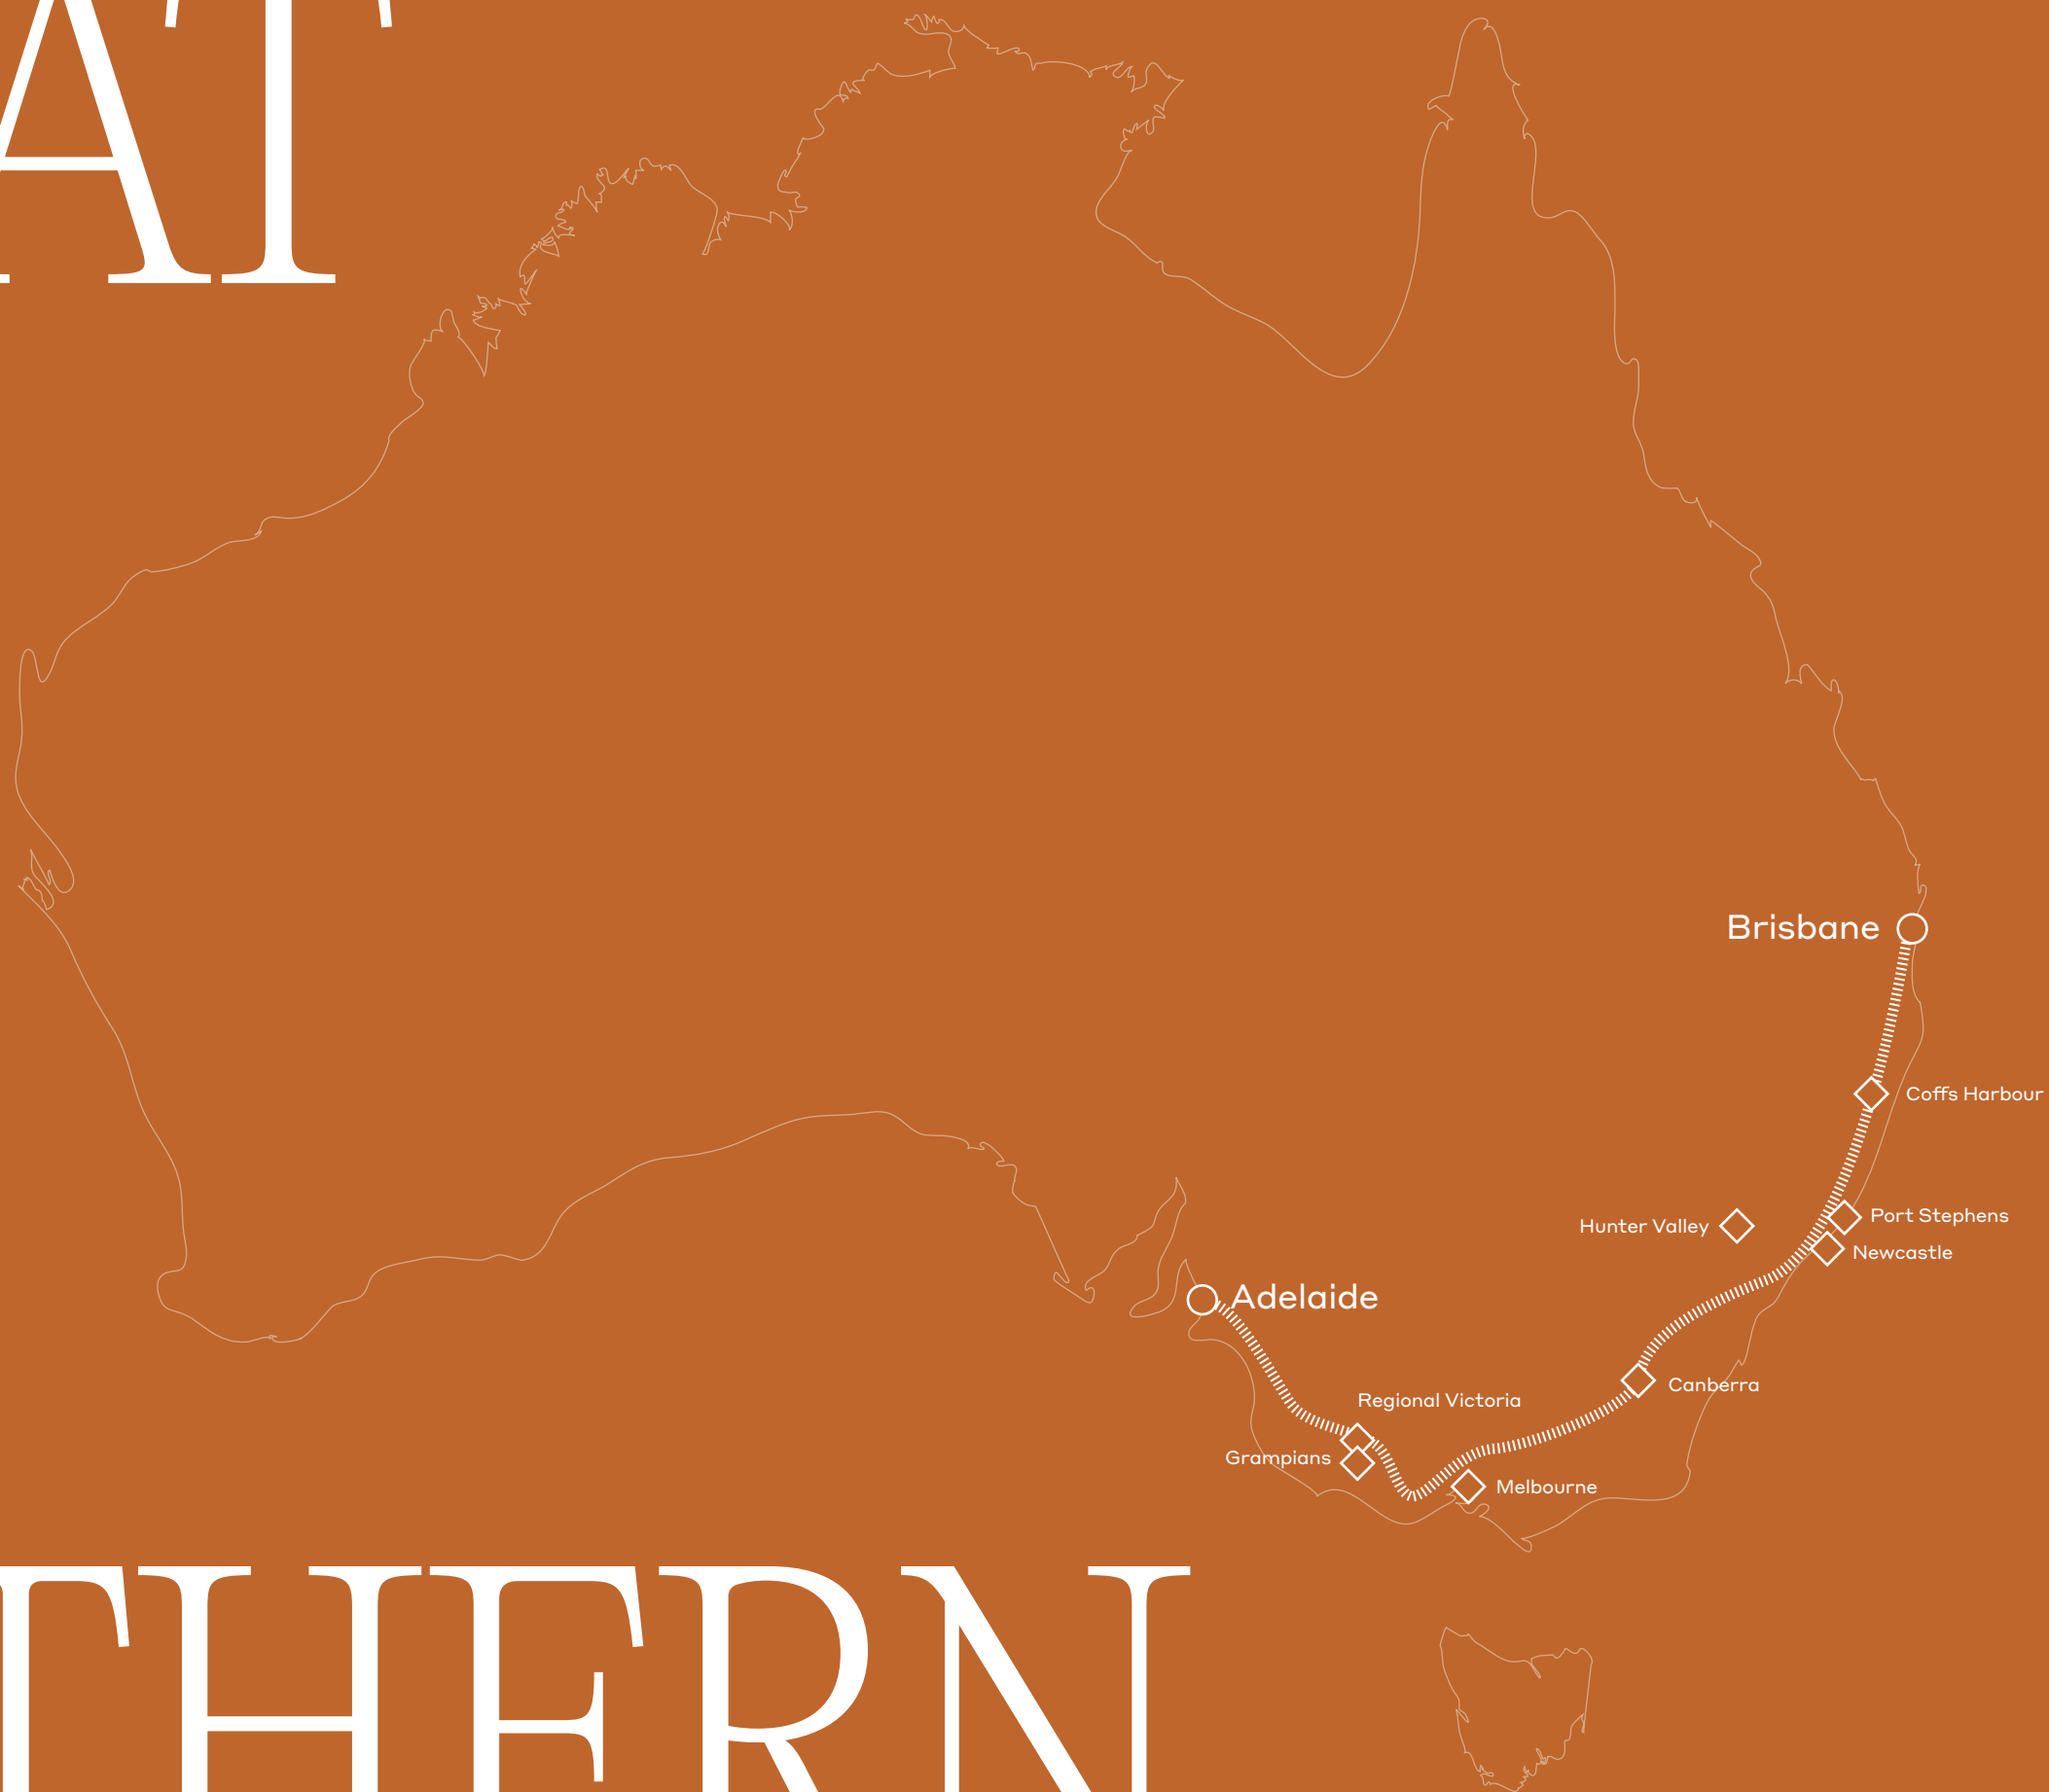 AT
Brisbane
Coffs Harbour
Port Stephens
Hunter Valley
Newcastle
Adelaide
Canberra
Regional Victoria
Grampians
Melbourne
THERN